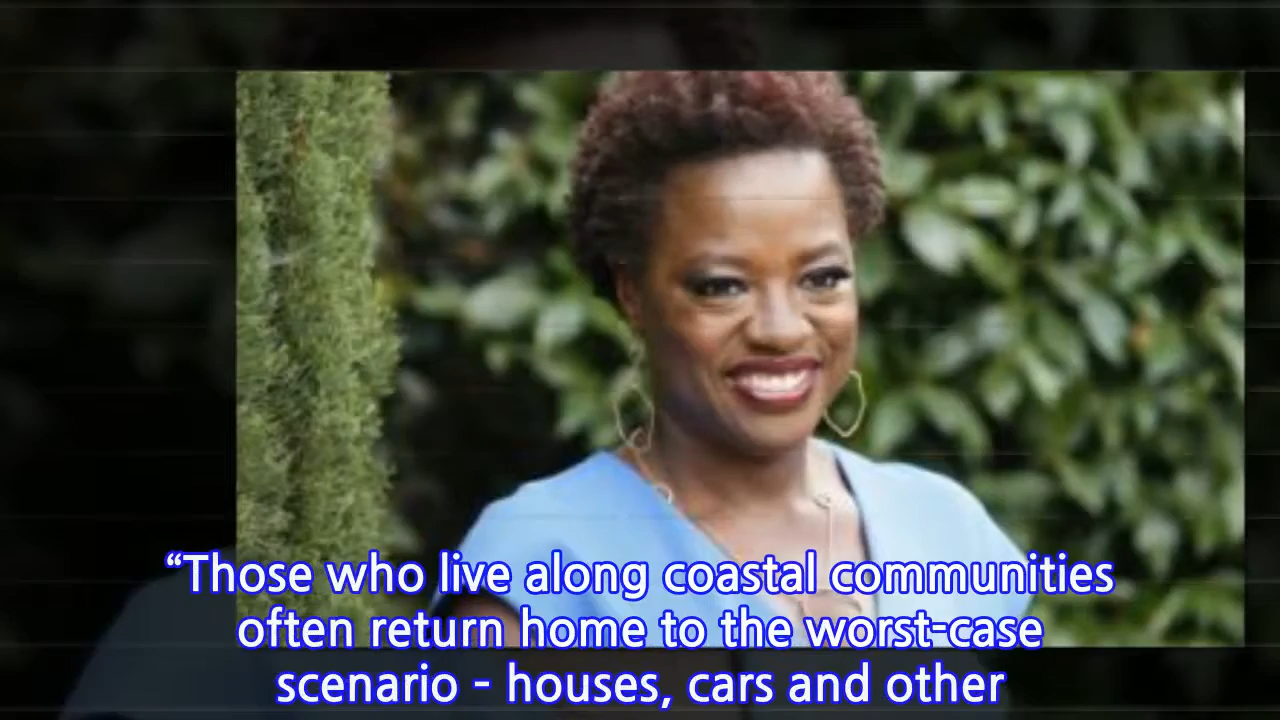 “Those who live along coastal communities
often return home to the worst-case
scenario - houses, cars and other